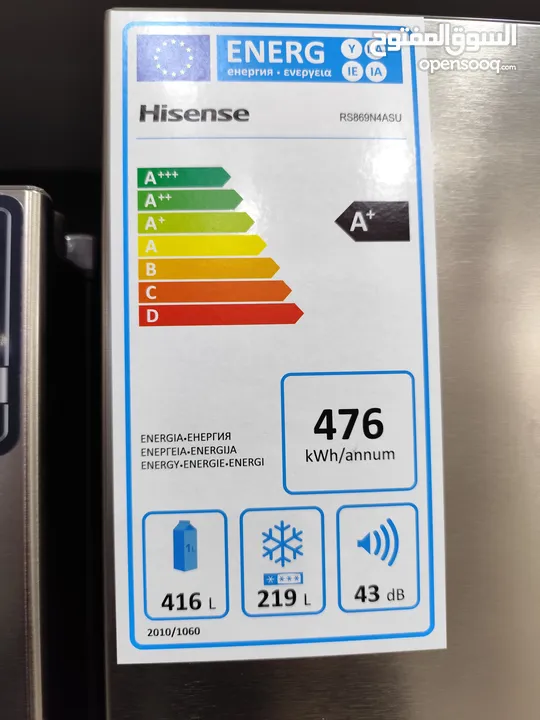 السوق المفتوح
opensooq.com
ENERG
енергия · ενεργεια
Y
IE
IA
Hisense
RS869N4ASU
A+++
A++
A+
A+
A
B
C
D
476
kWh/annum
ENERGIA·ЕНЕРГИЯ
ΕΝΕΡΓΕΙΑ·ENERGIJA
ENERGY·ENERGIE·ENERGI
1L
416 L
219 L
43 dB
2010/1060